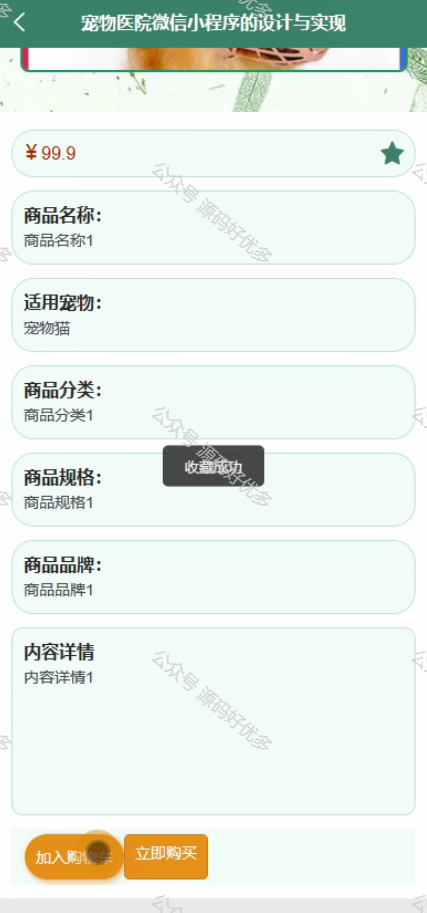 宠物医院微信小程序的设计与实现
￥99.9
商品名称：
商品名称1
适用宠物：
宠物猫
商品分类：
商品分类1
收藏成功
商品规格：
商品规格1
商品品牌：
商品品牌1
内容详情
内容详情1
加入购物车
立即购买
公众号 源码好优多
公众号 源码好优多
公众号 源码好优多